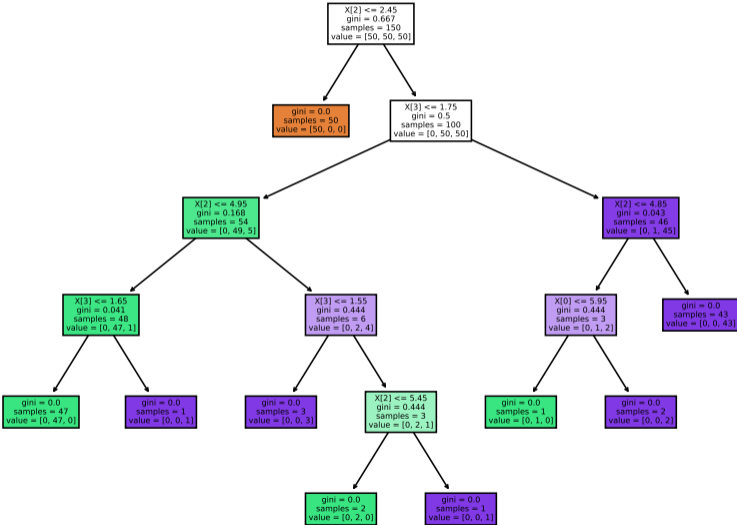 X[2] <= 2.45
gini = 0.667
samples = 150
value = [50, 50, 50]
gini = 0.0
samples = 50
value = [50, 0, 0]
X[3] <= 1.75
gini = 0.5
samples = 100
value = [0, 50, 50]
X[2] <= 4.95
gini = 0.168
samples = 54
value = [0, 49, 5]
X[2] <= 4.85
gini = 0.043
samples = 46
value = [0, 1, 45]
X[3] <= 1.65
gini = 0.041
samples = 48
value = [0, 47, 1]
X[3] <= 1.55
gini = 0.444
samples = 6
value = [0, 2, 4]
X[0] <= 5.95
gini = 0.444
samples = 3
value = [0, 1, 2]
gini = 0.0
samples = 43
value = [0, 0, 43]
gini = 0.0
samples = 47
value = [0, 47, 0]
gini = 0.0
samples = 1
value = [0, 0, 1]
gini = 0.0
samples = 3
value = [0, 0, 3]
X[2] <= 5.45
gini = 0.444
samples = 3
value = [0, 2, 1]
gini = 0.0
samples = 1
value = [0, 1, 0]
gini = 0.0
samples = 2
value = [0, 0, 2]
gini = 0.0
samples = 2
value = [0, 2, 0]
gini = 0.0
samples = 1
value = [0, 0, 1]